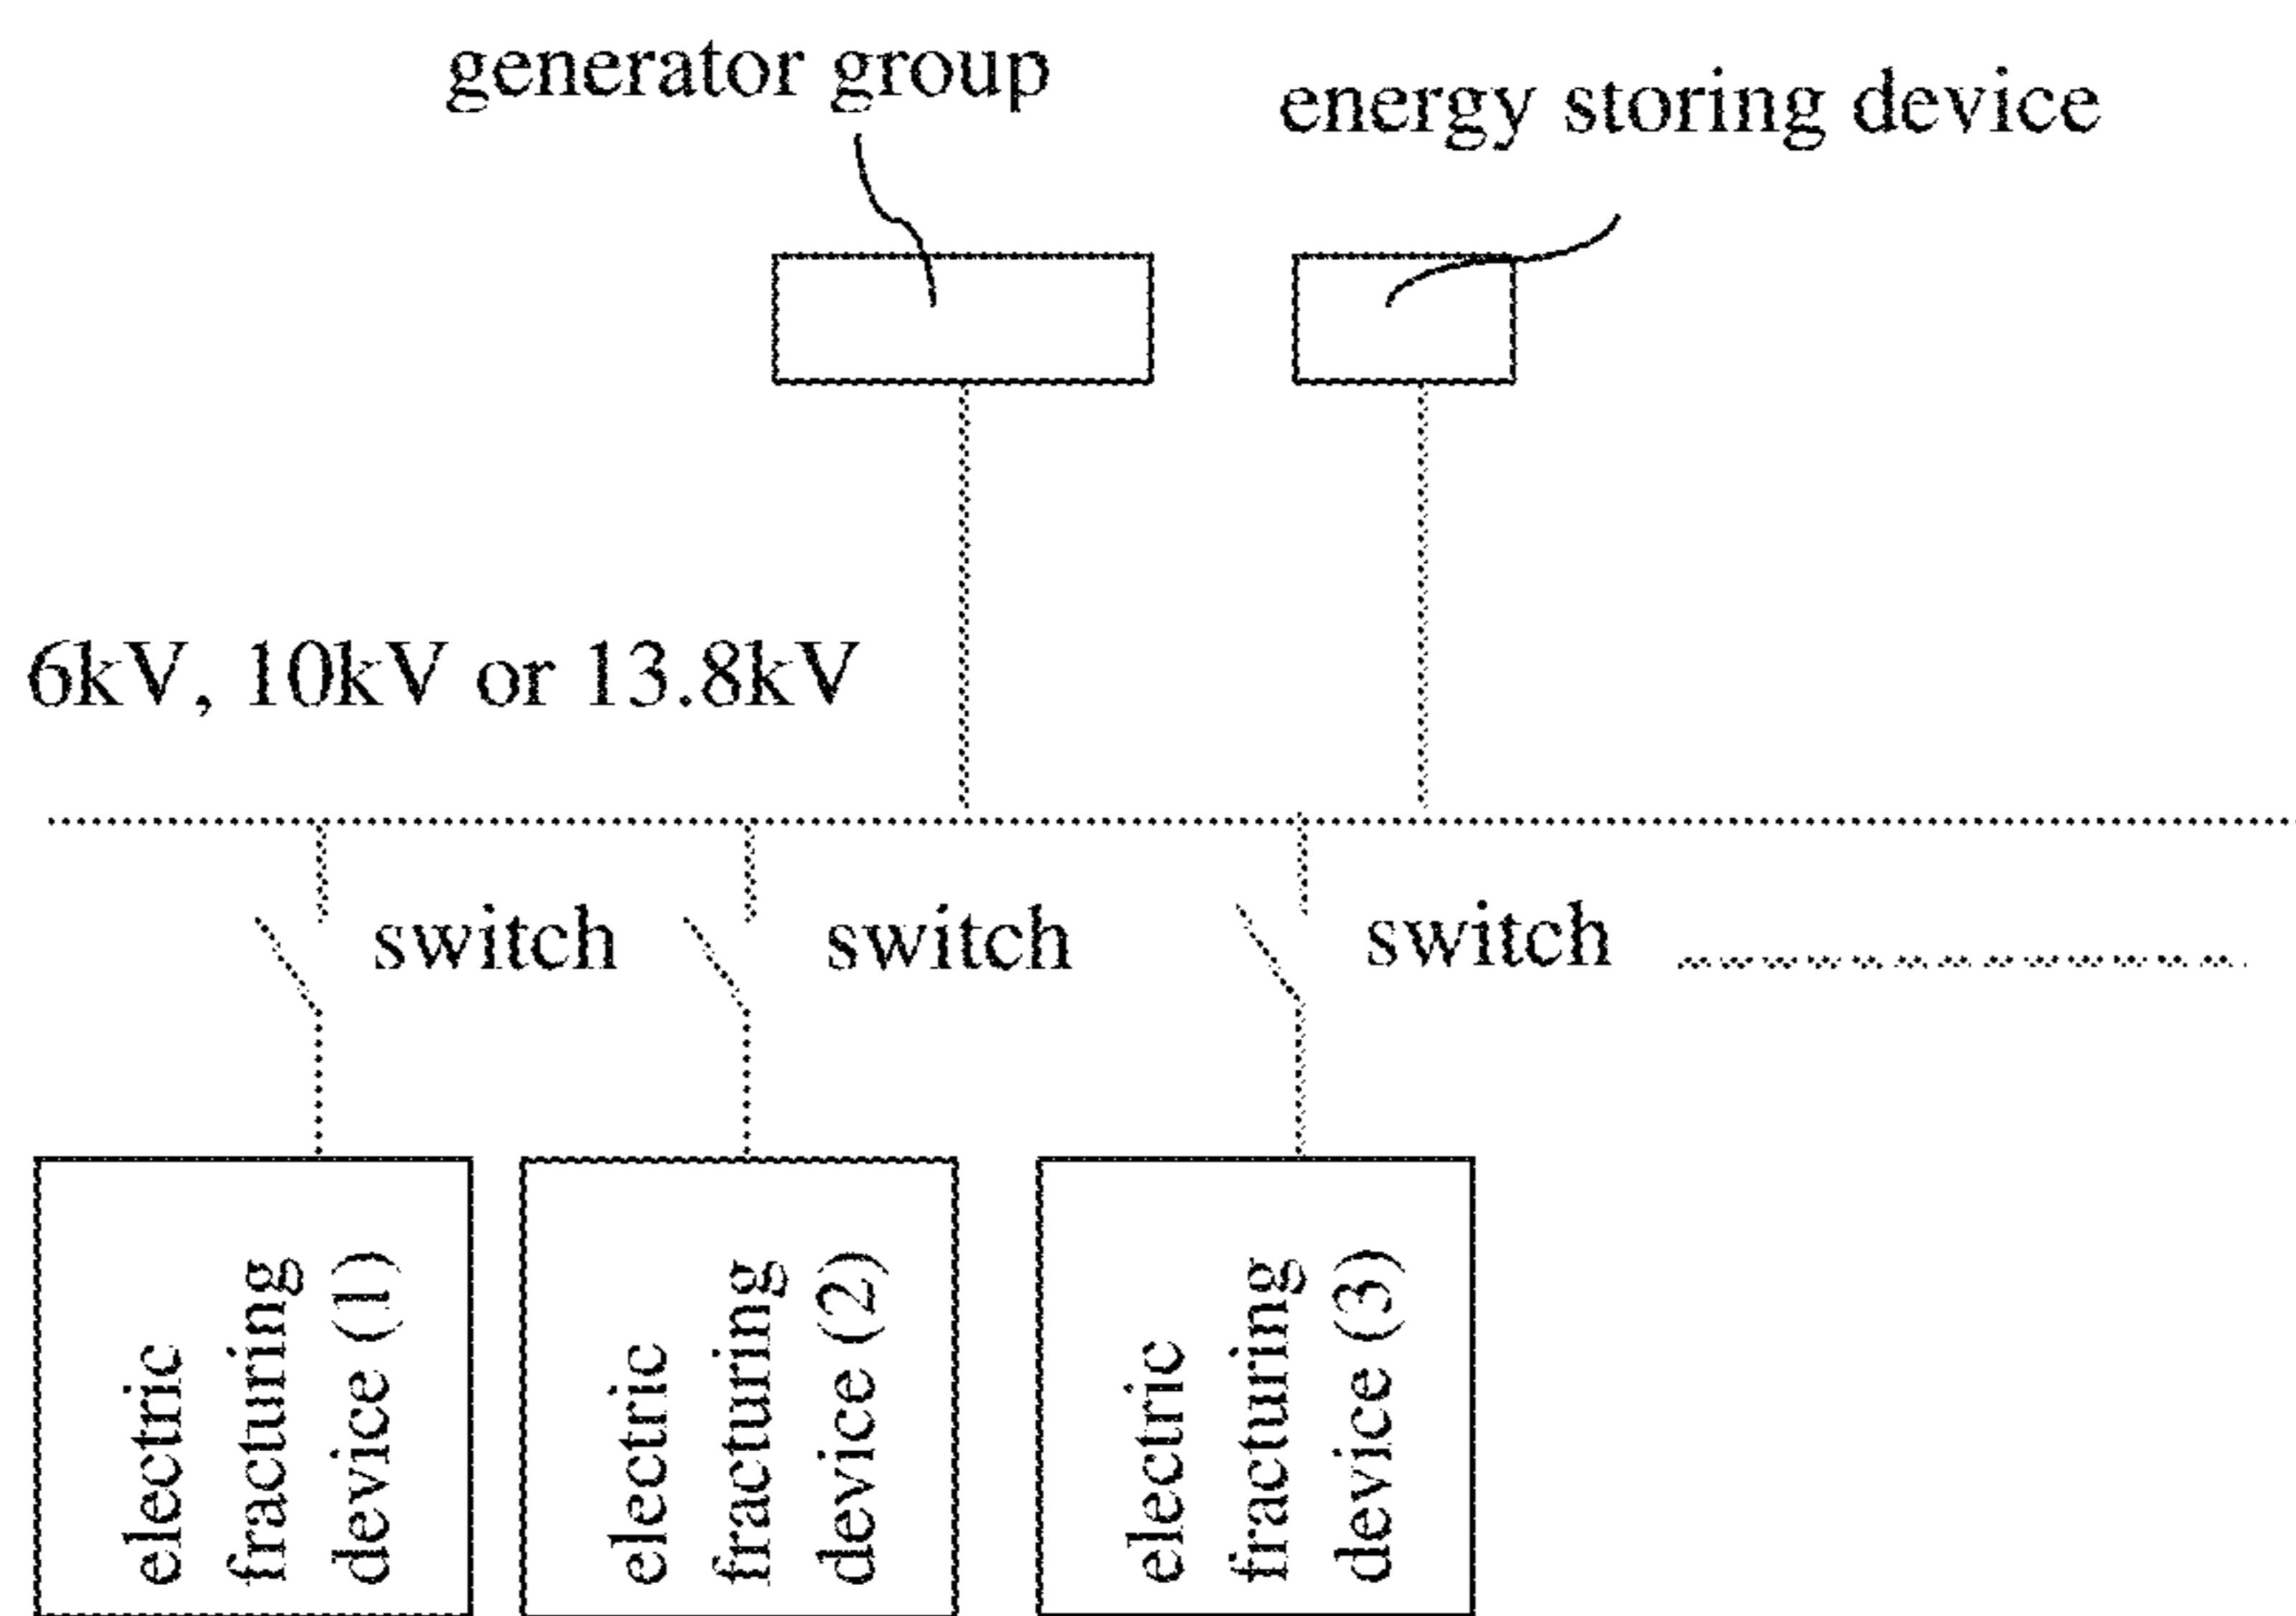 generator group
energy storing device
6kV, 10kV or 13.8kV
switch
switch
switch
electric
fracturing
device (1)
electric
fracturing
device (2)
electric
fracturing
device (3)